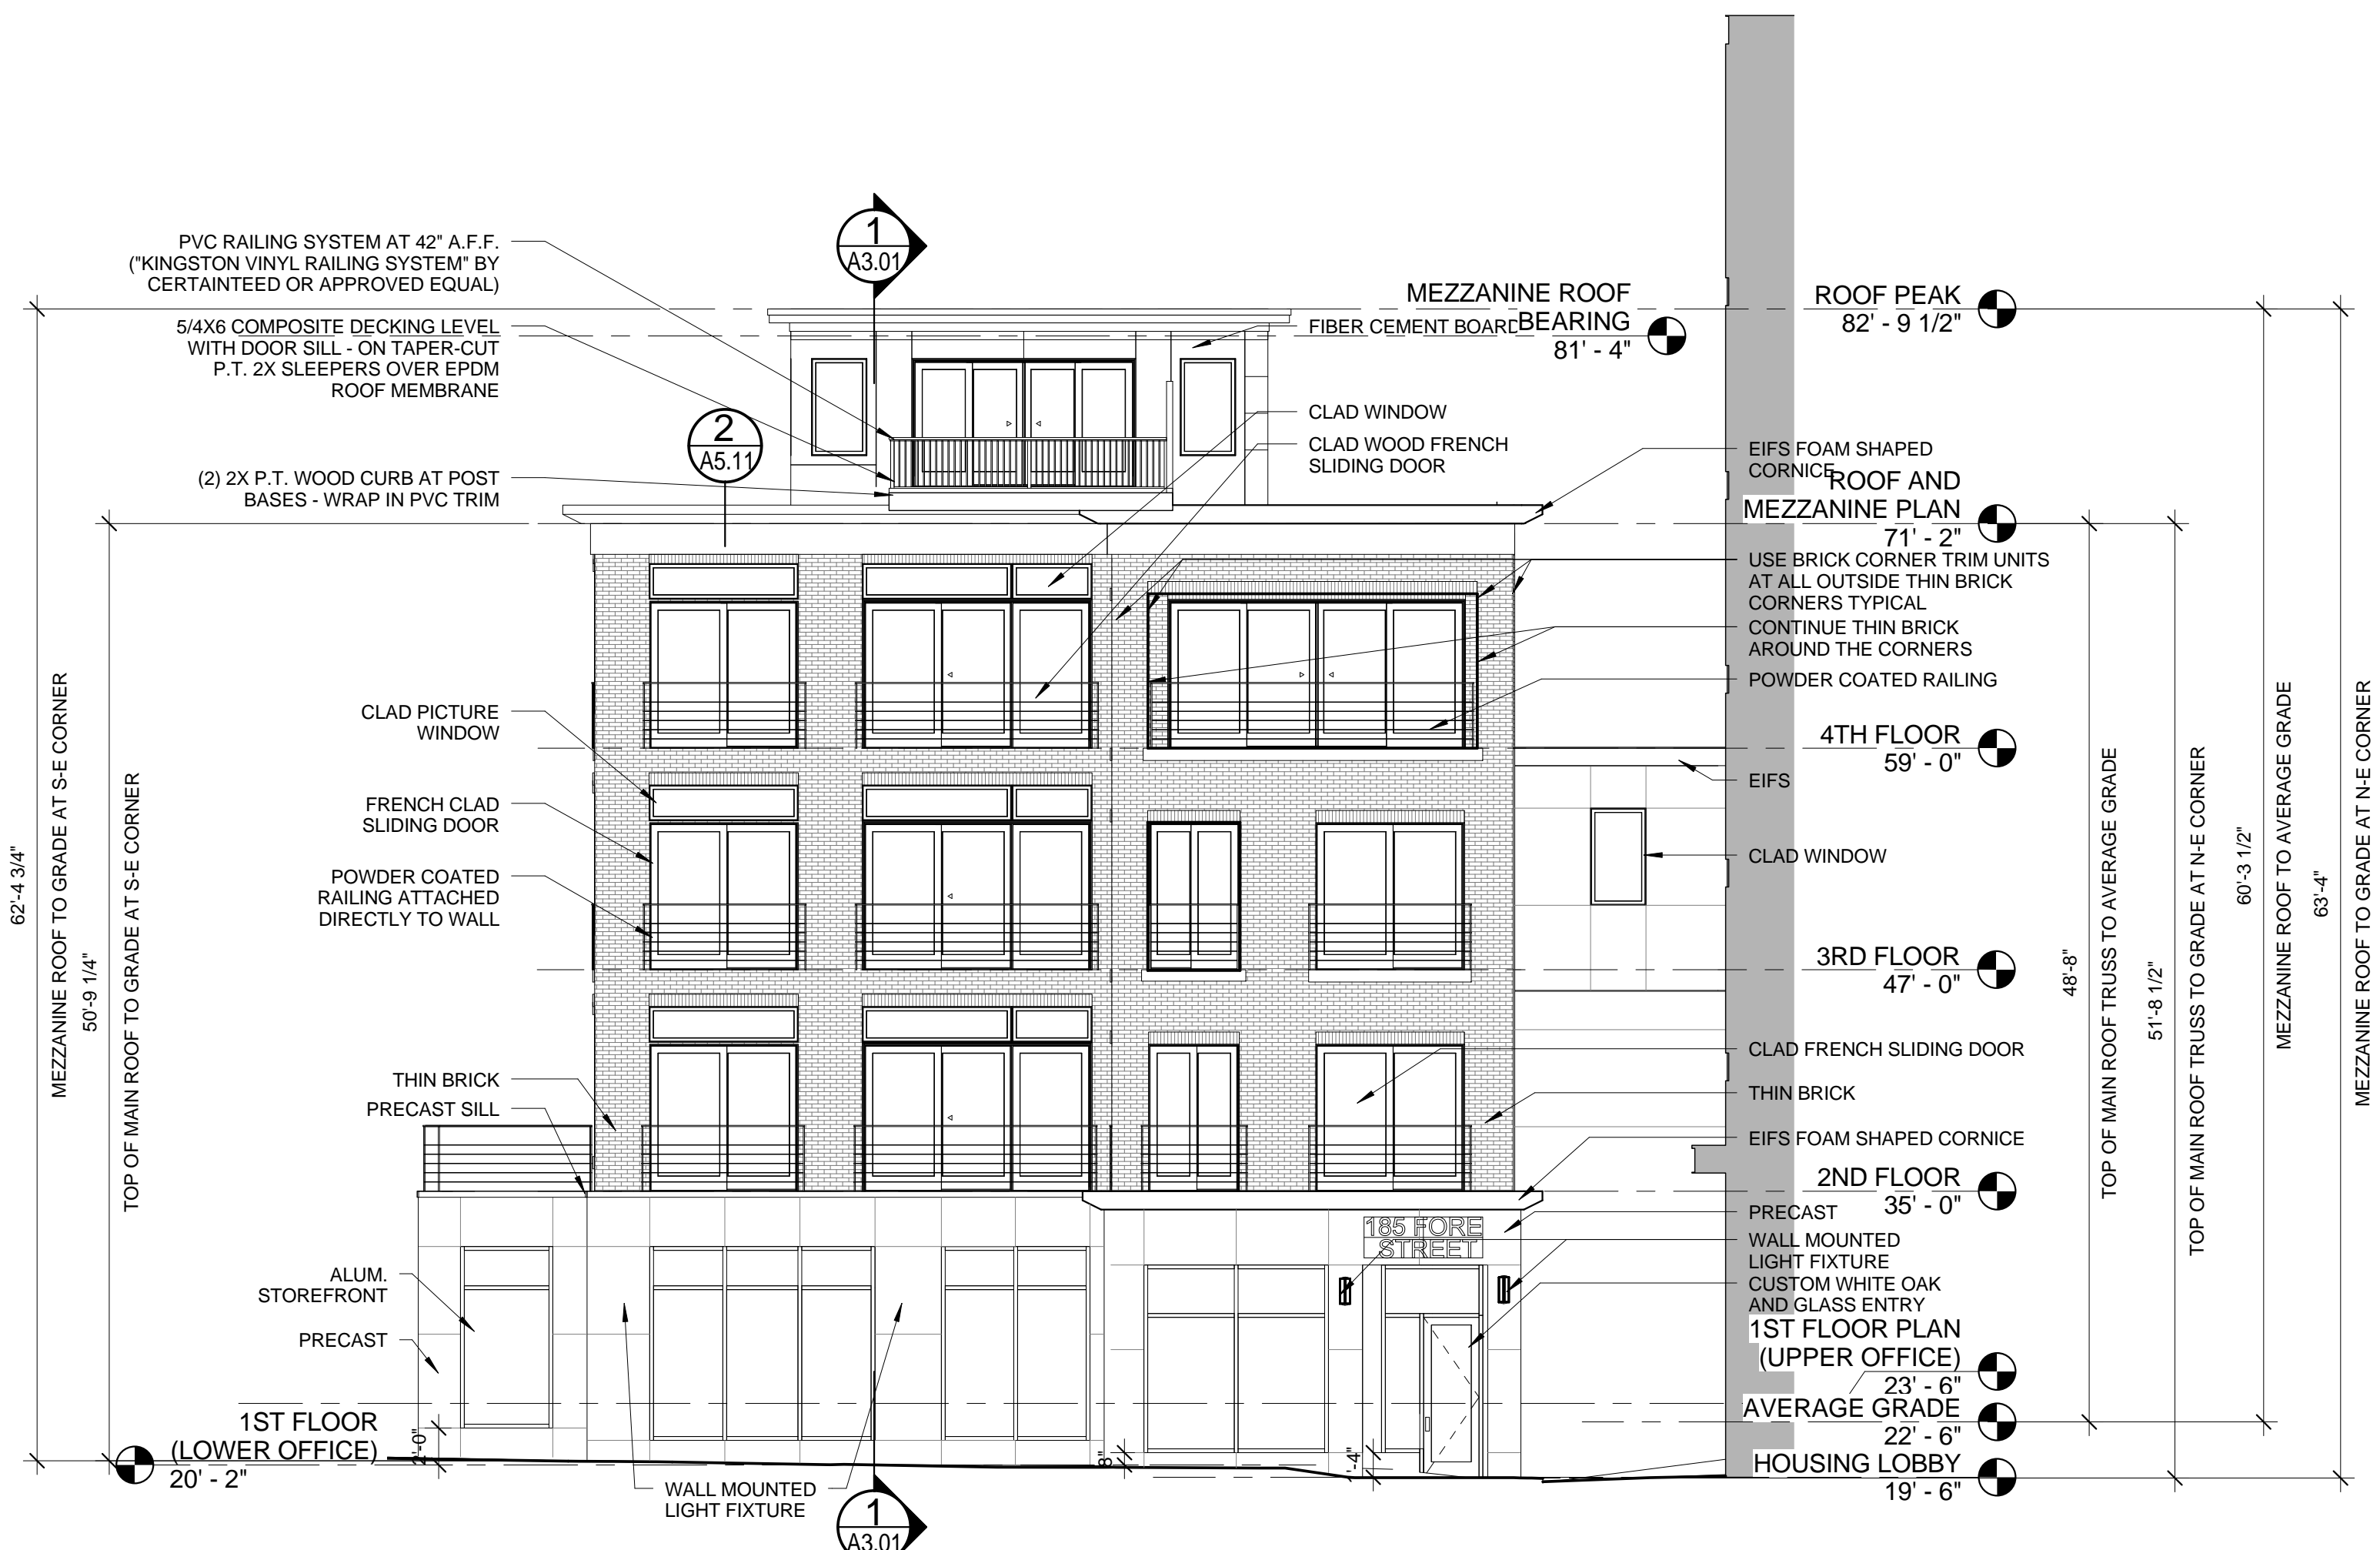 1
A3.01
PVC RAILING SYSTEM AT 42" A.F.F.
("KINGSTON VINYL RAILING SYSTEM" BY
CERTAINTEED OR APPROVED EQUAL)
5/4X6 COMPOSITE DECKING LEVEL
WITH DOOR SILL - ON TAPER-CUT
P.T. 2X SLEEPERS OVER EPDM
ROOF MEMBRANE
2
A5.11
(2) 2X P.T. WOOD CURB AT POST
BASES - WRAP IN PVC TRIM
CLAD PICTURE
WINDOW
FRENCH CLAD
SLIDING DOOR
POWDER COATED
RAILING ATTACHED
DIRECTLY TO WALL
THIN BRICK
PRECAST SILL
ALUM.
STOREFRONT
PRECAST
1ST FLOOR
(LOWER OFFICE)
20' - 2"
62'-4 3/4"
MEZZANINE ROOF TO GRADE AT S-E CORNER
50'-9 1/4"
TOP OF MAIN ROOF TO GRADE AT S-E CORNER
2'-0"
WALL MOUNTED
LIGHT FIXTURE
1
A3.01
8"
'-4"
185 FORE
STREET
MEZZANINE ROOF
BEARING
81' - 4"
FIBER CEMENT BOARD
CLAD WINDOW
CLAD WOOD FRENCH
SLIDING DOOR
ROOF PEAK
82' - 9 1/2"
EIFS FOAM SHAPED
CORNICE
ROOF AND
MEZZANINE PLAN
71' - 2"
USE BRICK CORNER TRIM UNITS
AT ALL OUTSIDE THIN BRICK
CORNERS TYPICAL
CONTINUE THIN BRICK
AROUND THE CORNERS
POWDER COATED RAILING
4TH FLOOR
59' - 0"
EIFS
CLAD WINDOW
3RD FLOOR
47' - 0"
CLAD FRENCH SLIDING DOOR
THIN BRICK
EIFS FOAM SHAPED CORNICE
2ND FLOOR
35' - 0"
PRECAST
WALL MOUNTED
LIGHT FIXTURE
CUSTOM WHITE OAK
AND GLASS ENTRY
1ST FLOOR PLAN
(UPPER OFFICE)
23' - 6"
AVERAGE GRADE
22' - 6"
HOUSING LOBBY
19' - 6"
48'-8"
TOP OF MAIN ROOF TRUSS TO AVERAGE GRADE
51'-8 1/2"
TOP OF MAIN ROOF TRUSS TO GRADE AT N-E CORNER
60'-3 1/2"
MEZZANINE ROOF TO AVERAGE GRADE
63'-4"
MEZZANINE ROOF TO GRADE AT N-E CORNER